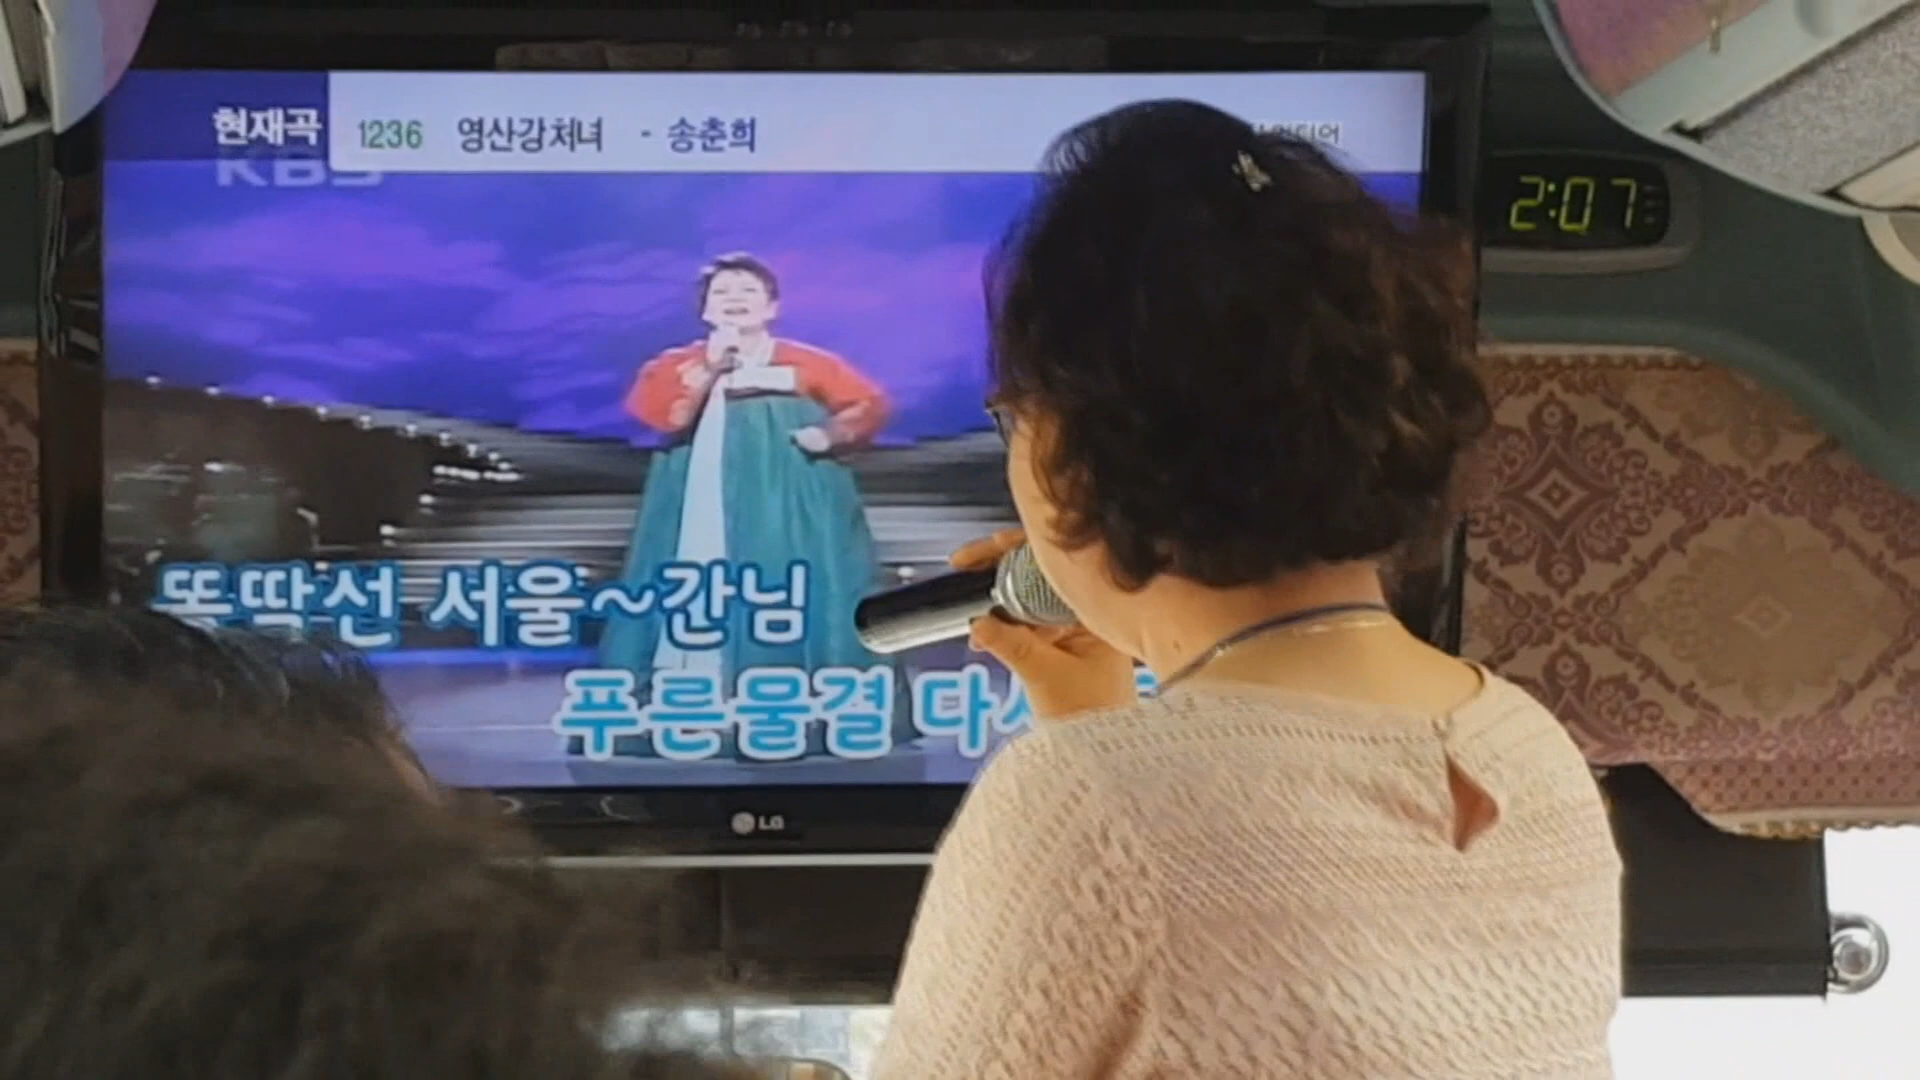 현재곡 1236 영산강처녀 - 송춘희
KBS
2:07
똑딱선 서울~간님
푸른물결 다시
LG